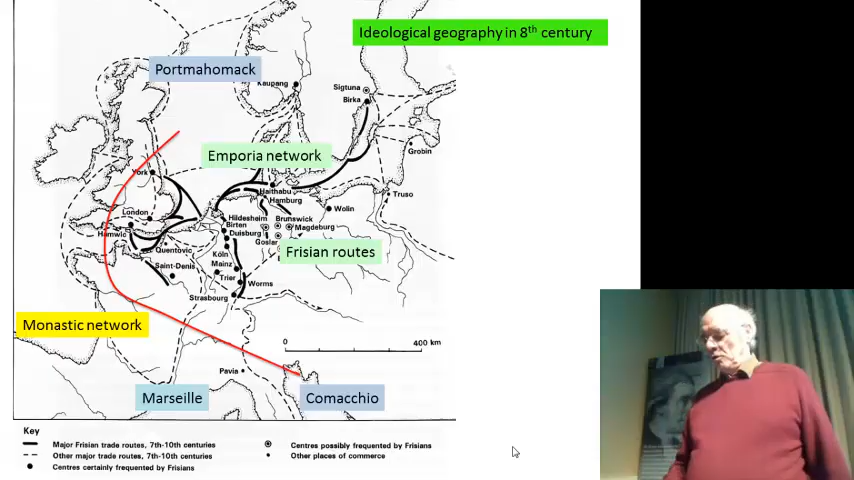 Ideological geography in 8th century
Portmahomack
Kaupang
Sigtuna
Birka
Grobin
Emporia network
York
Haithabu
Hamburg
Truso
Wolin
London
Hamwic
Hildesheim
Brunswick
Birten
Magdeburg
Duisburg
Goslar
Quentovic
Frisian routes
Köln
Mainz
Saint-Denis
Trier
Worms
Strasbourg
Monastic network
0
400 km
Pavia
Marseille
Comacchio
Key
Major Frisian trade routes, 7th-10th centuries
Other major trade routes, 7th-10th centuries
Centres certainly frequented by Frisians
Centres possibly frequented by Frisians
Other places of commerce